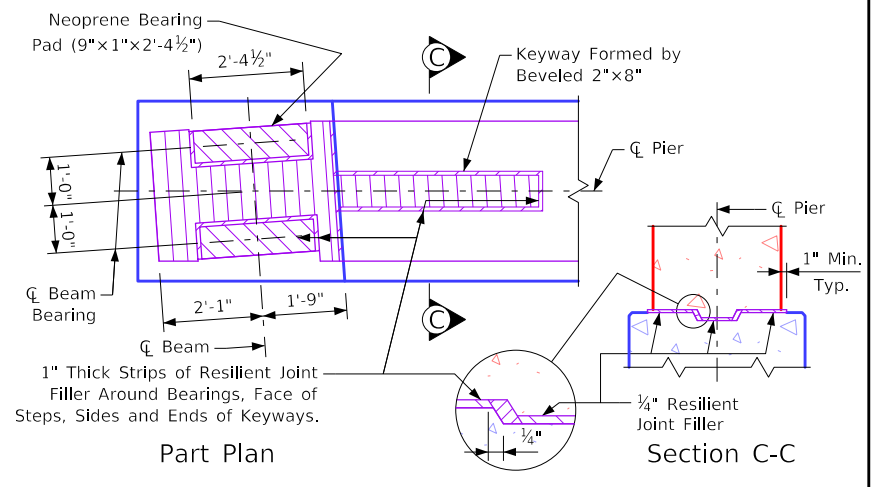 Neoprene Bearing
Pad (9"×1"×2'-4½")
2'-4½"
C
Keyway Formed by
Beveled 2"×8"
℄ Pier
1'-0"
1'-0"
℄ Pier
1" Min.
Typ.
℄ Beam
Bearing
2'-1"
1'-9"
C
℄ Beam
1" Thick Strips of Resilient Joint
Filler Around Bearings, Face of
Steps, Sides and Ends of Keyways.
¼"
¼" Resilient
Joint Filler
Part Plan
Section C-C